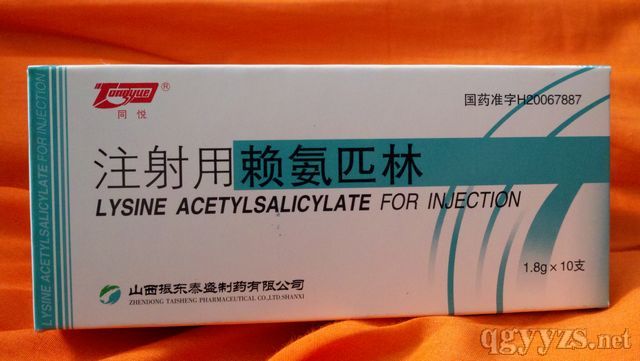 Tongyue®
同悦
国药准字H20067887
注射用赖氨匹林
LYSINE ACETYLSALICYLATE FOR INJECTION
1.8g×10支
山西振东泰盛制药有限公司
ZHENDONG TAISHENG PHARMACEUTICAL CO.,LTD.SHANXI
LYSINE ACETYLSALICYLATE FOR INJECTION
qgyyzs.net